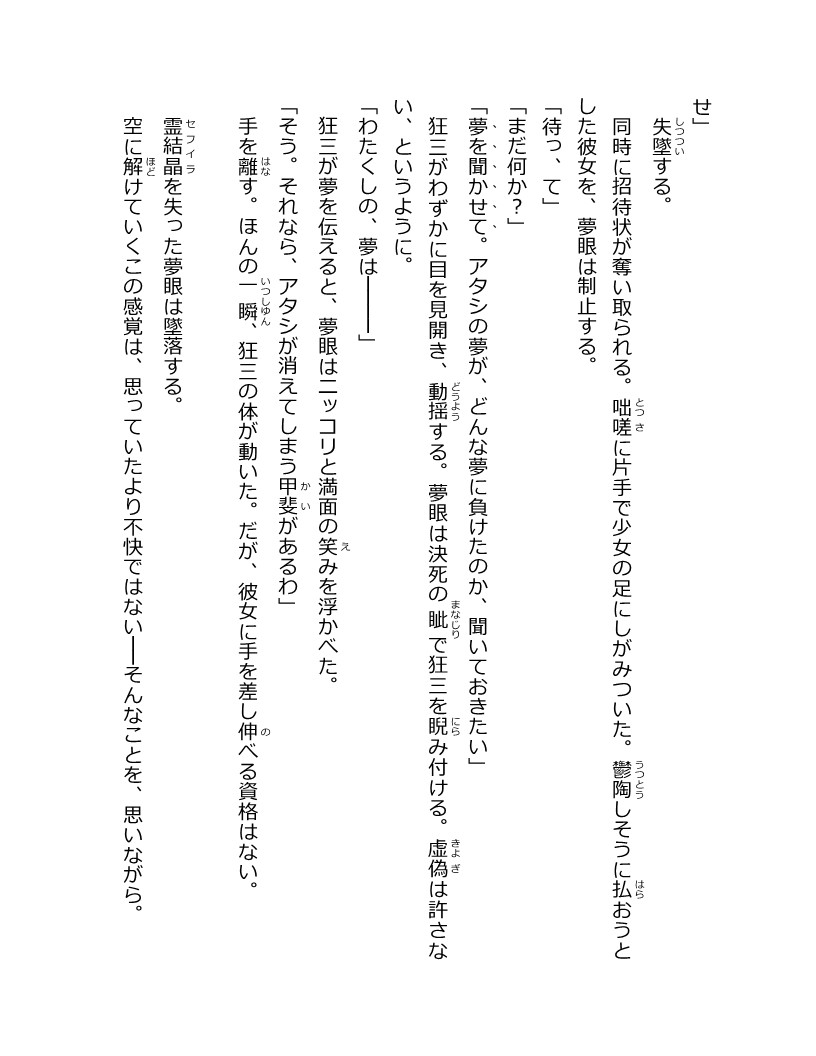 せ」
失墜する。
同時に招待状が奪い取られる。咄嗟に片手で少女の足にしがみついた。鬱陶しそうに払おうと
した彼女を、夢眼は制止する。
「待っ、て」
「まだ何か？」
「夢を聞かせて。アタシの夢が、どんな夢に負けたのか、聞いておきたい」
狂三がわずかに目を見開き、動揺する。夢眼は決死の眦で狂三を睨み付ける。虚偽は許さな
い、というように。
「わたくしの、夢は━━━」
狂三が夢を伝えると、夢眼はニッコリと満面の笑みを浮かべた。
「そう。それなら、アタシが消えてしまう甲斐があるわ」
手を離す。ほんの一瞬、狂三の体が動いた。だが、彼女に手を差し伸べる資格はない。
霊結晶を失った夢眼は墜落する。
空に解けていくこの感覚は、思っていたより不快ではない━━そんなことを、思いながら。